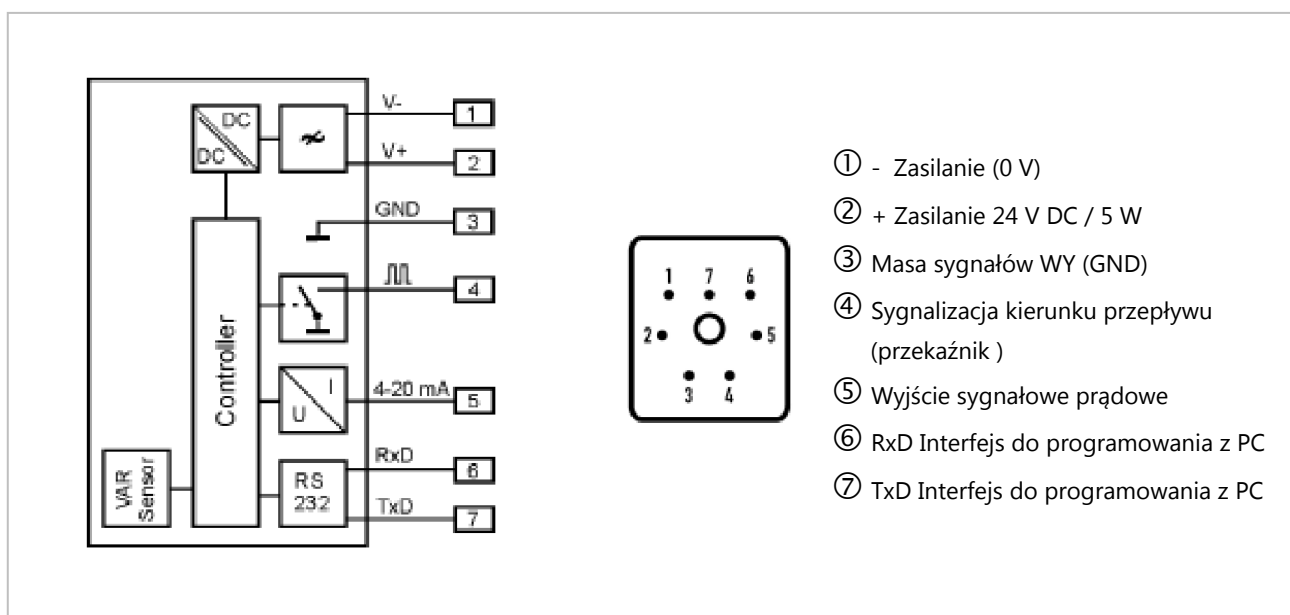 V-
1
DC
DC
V+
2
GND
3
4
Controller
4-20 mA
I
U
5
RxD
6
RS
232
TxD
7
VAR
Sensor
1 7 6
2 5
3 4
① - Zasilanie (0 V)
② + Zasilanie 24 V DC / 5 W
③ Masa sygnałów WY (GND)
④ Sygnalizacja kierunku przepływu
(przekaźnik )
⑤ Wyjście sygnałowe prądowe
⑥ RxD Interfejs do programowania z PC
⑦ TxD Interfejs do programowania z PC